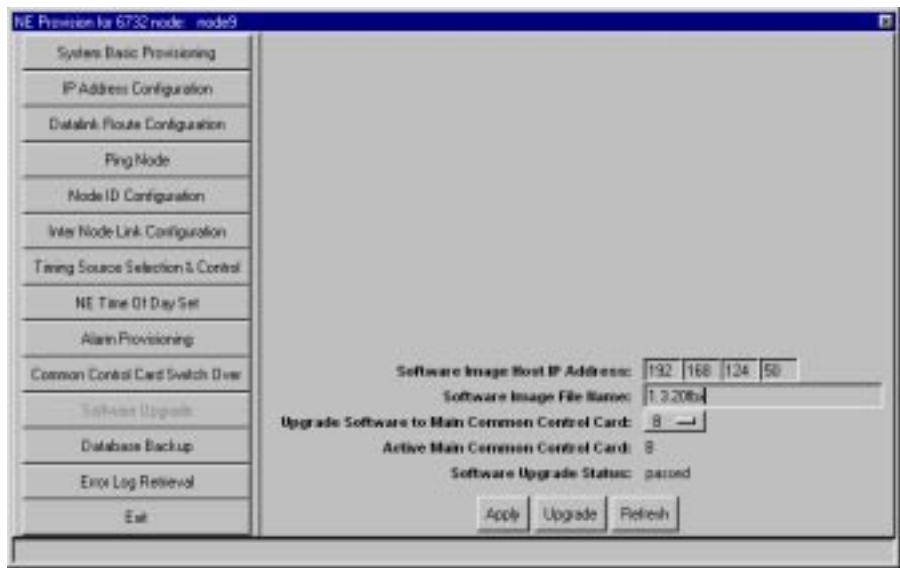 NE Provision for 6732 node: node9
System Basic Provisioning
IP Address Configuration
Datalink Route Configuration
Ping Node
Node ID Configuration
Inter Node Link Configuration
Timing Source Selection & Control
NE Time Of Day Set
Alarm Provisioning
Common Control Card Switch Over
Software Upgrade
Database Backup
Error Log Retrieval
Exit
Software Image Host IP Address: 192 168 124 50
Software Image File Name:
Upgrade Software to Main Common Control Card: B
Active Main Common Control Card: B
Software Upgrade Status: passed
Apply Upgrade Refresh